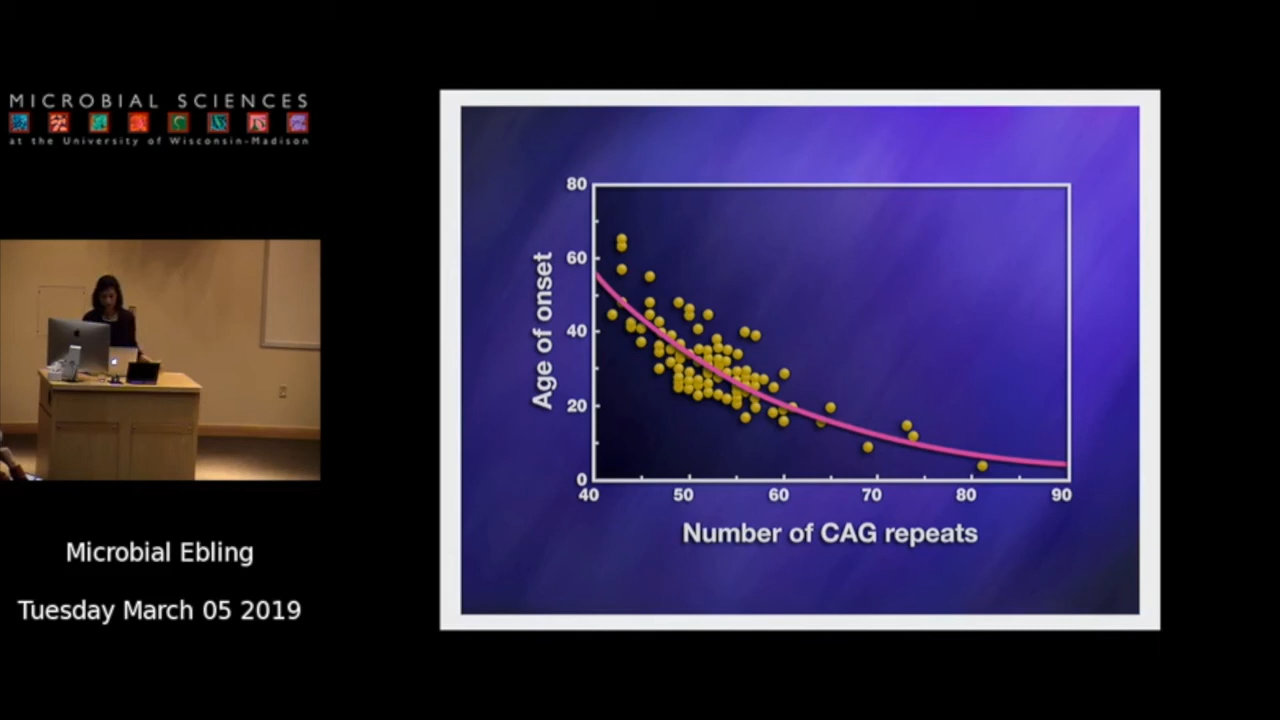 MICROBIAL SCIENCES
at the University of Wisconsin-Madison
Microbial Ebling
Tuesday March 05 2019
80
60
40
20
0
Age of onset
40 50 60 70 80 90
Number of CAG repeats